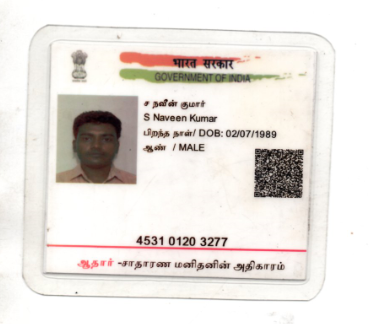 भारत सरकार
GOVERNMENT OF INDIA
ச நவீன் குமார்
S Naveen Kumar
பிறந்த நாள்/ DOB: 02/07/1989
ஆண் / MALE
4531 0120 3277
ஆதார் -சாதாரண மனிதனின் அதிகாரம்